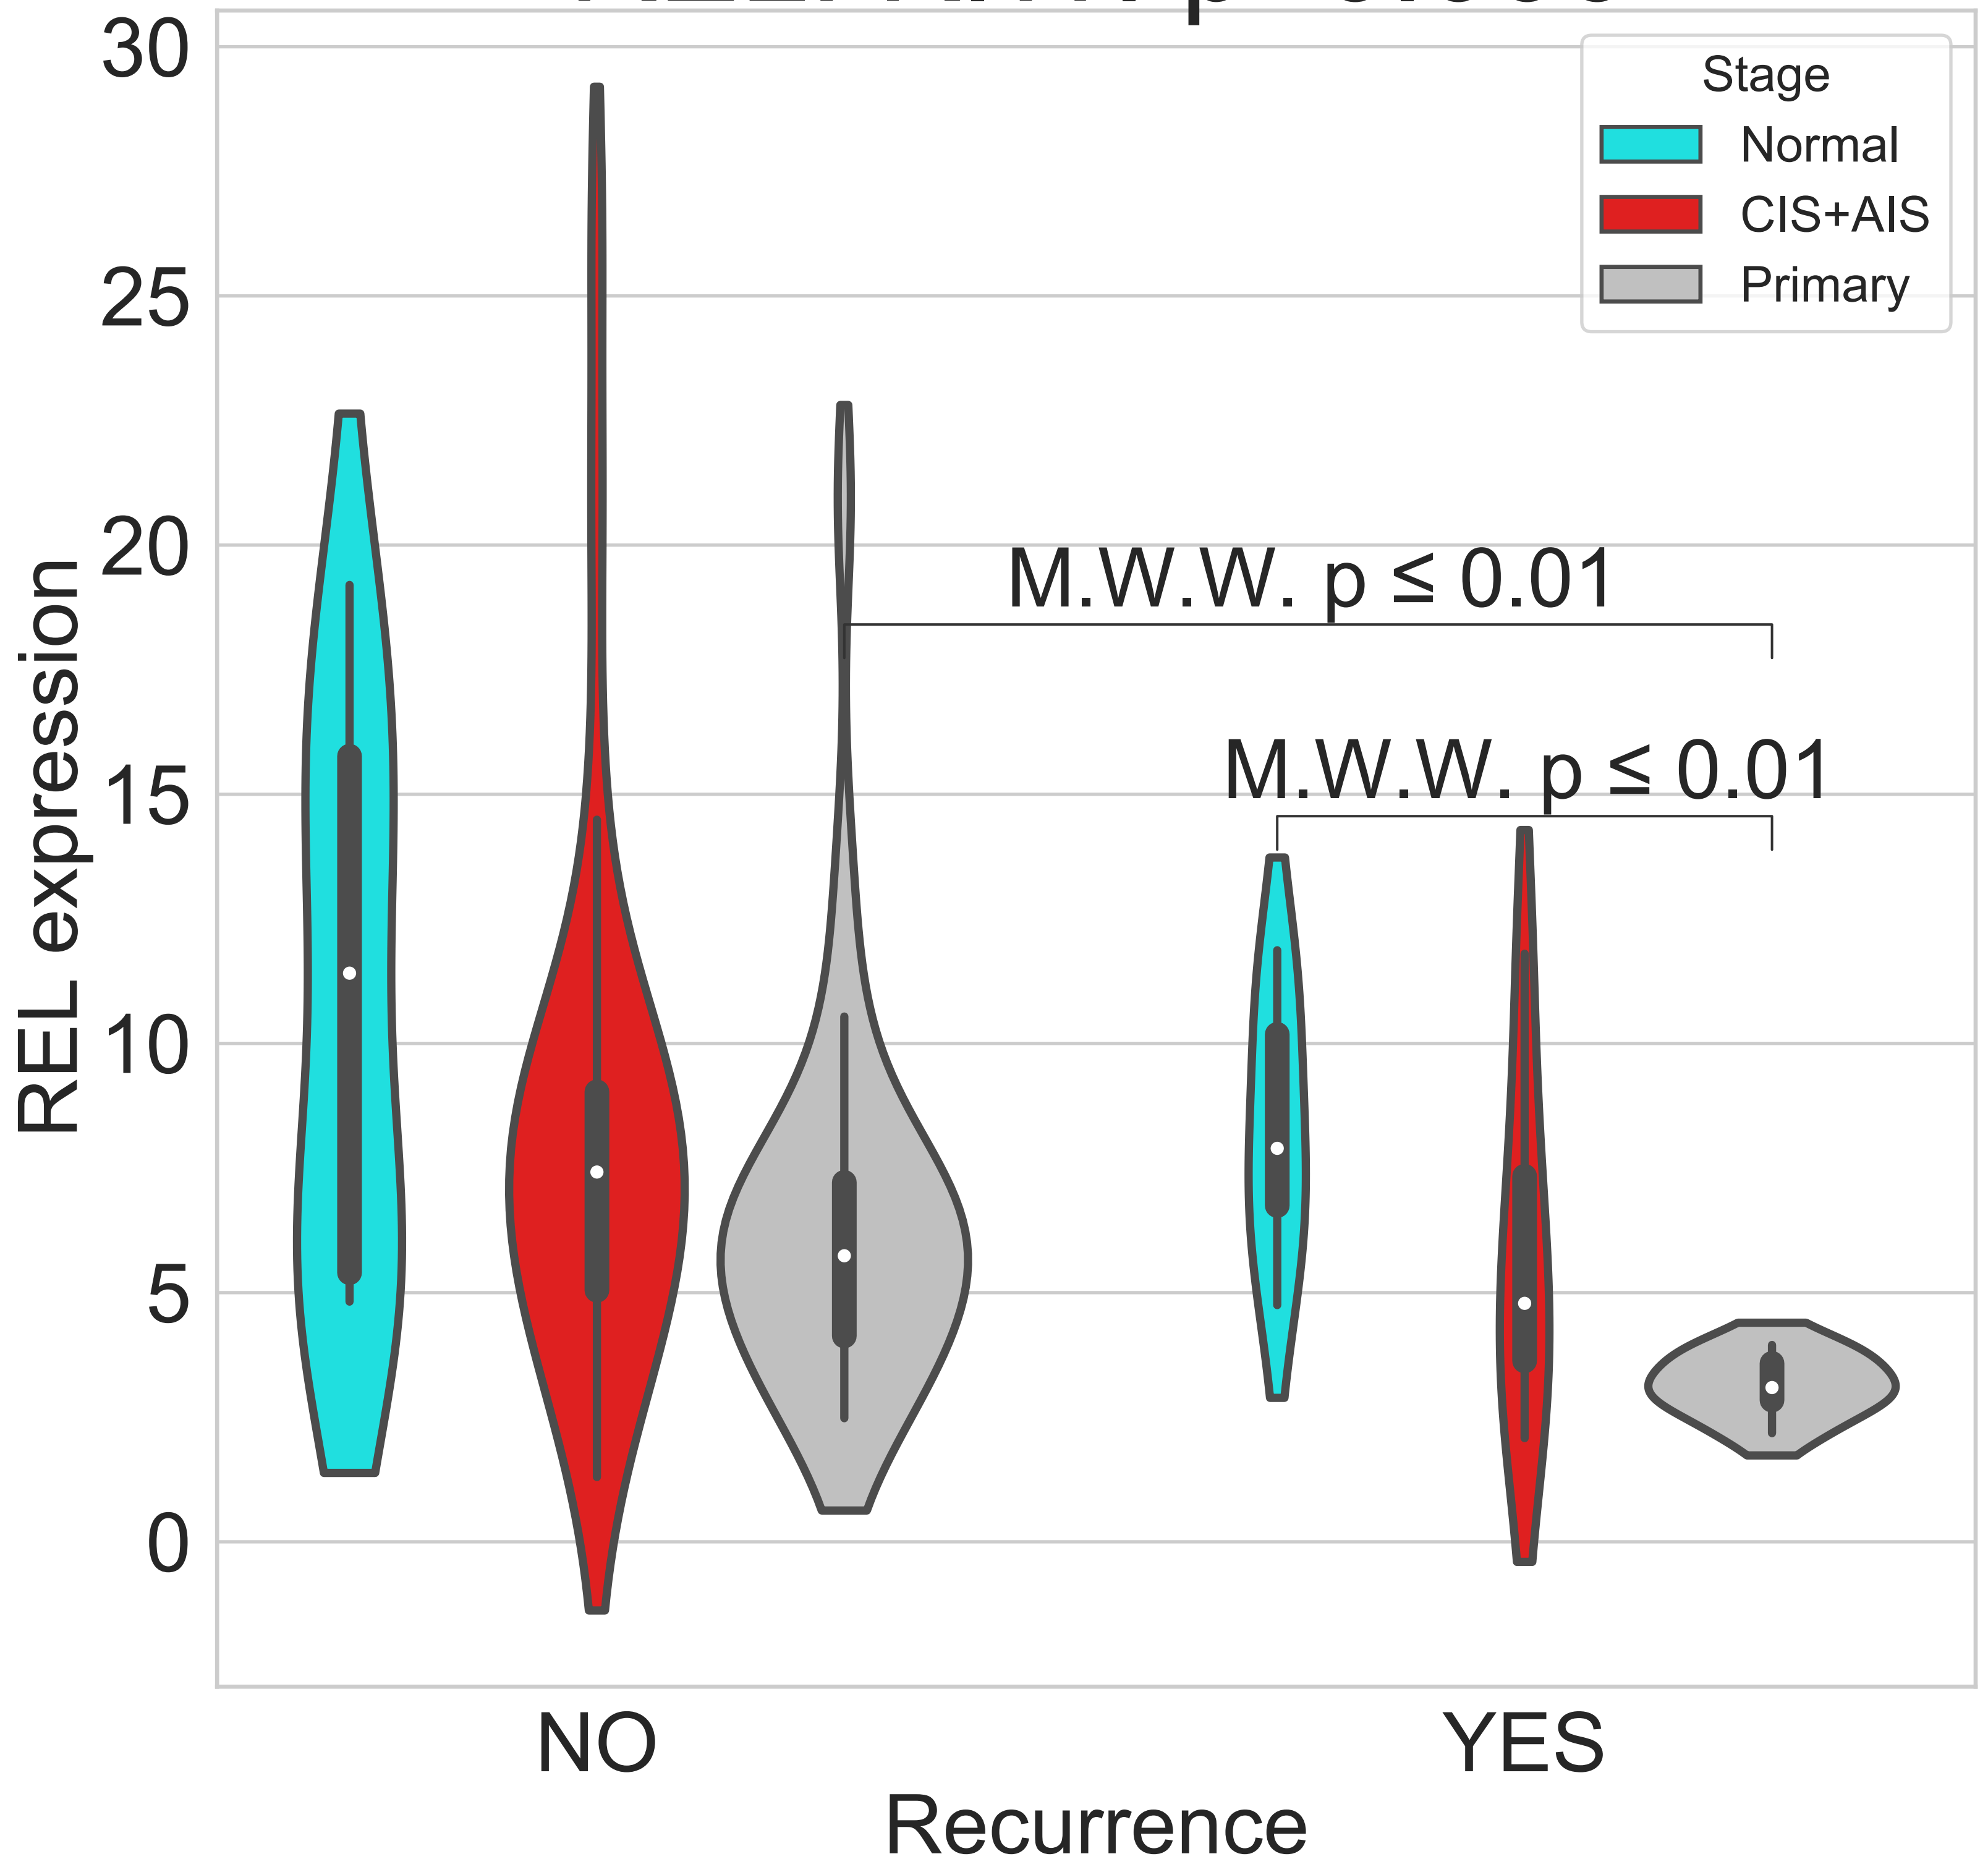 30
25
20
15
10
5
0
REL expression
Stage
Normal
CIS+AIS
Primary
M.W.W. p ≤ 0.01
M.W.W. p ≤ 0.01
NO
YES
Recurrence